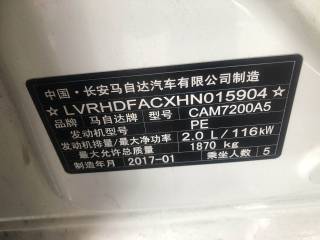 中国·长安马自达汽车有限公司制造
☆LVRHDFACXHN015904☆
品牌 马自达牌 型号 CAM7200A5
发动机型号 PE
发动机排量/最大净功率 2.0 L/116kW
最大允许总质量 1870 kg
制造年月 2017-01 乘坐人数 5